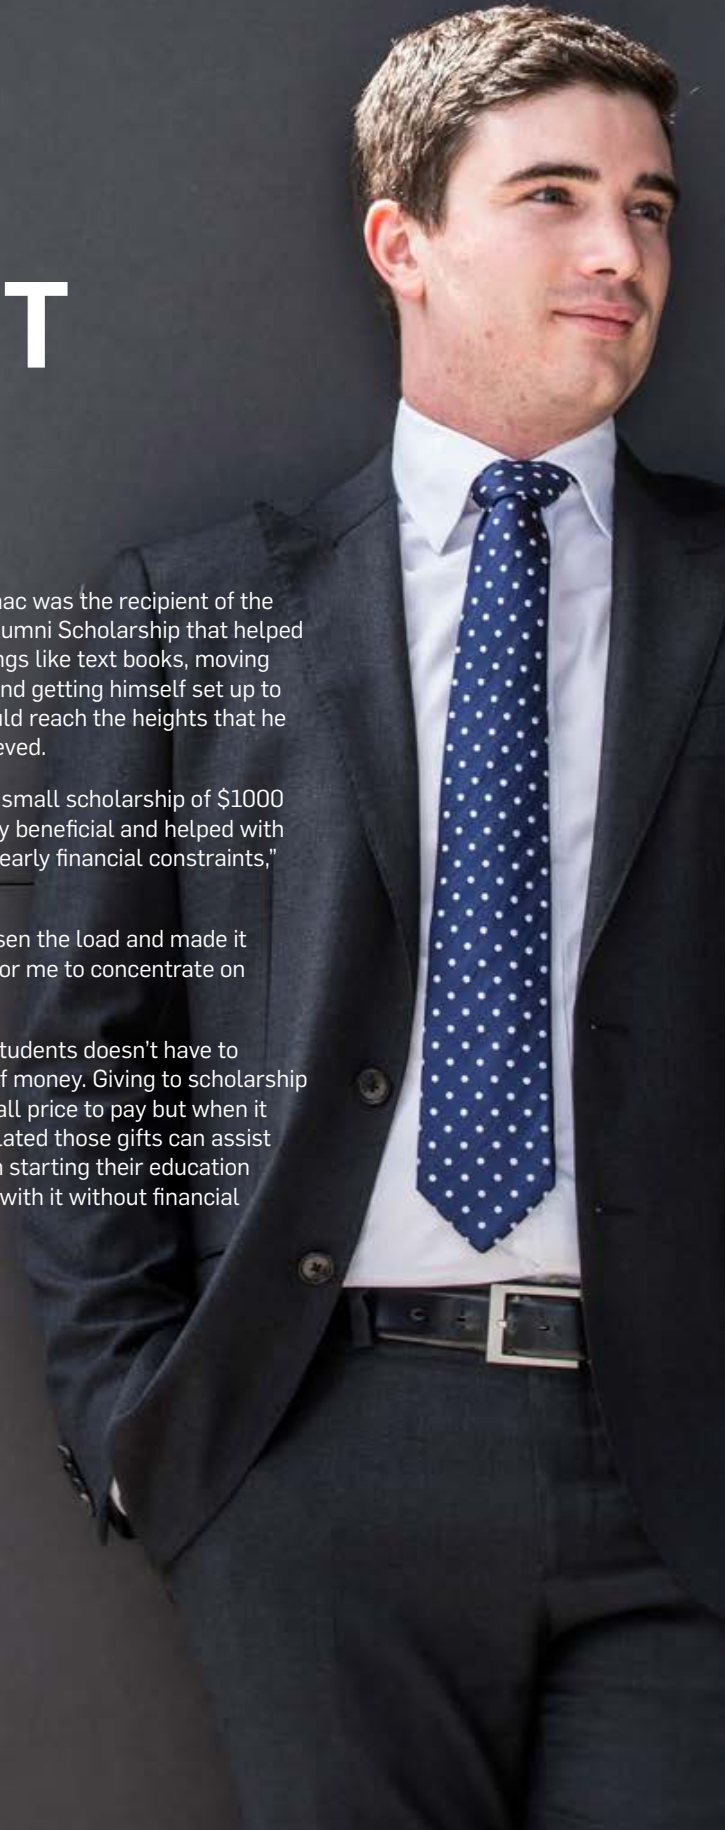 T
ac was the recipient of the
umni Scholarship that helped
ngs like text books, moving
nd getting himself set up to
uld reach the heights that he
eved.
small scholarship of $1000
y beneficial and helped with
early financial constraints,”
sen the load and made it
or me to concentrate on
tudents doesn’t have to
f money. Giving to scholarship
all price to pay but when it
lated those gifts can assist
n starting their education
with it without financial